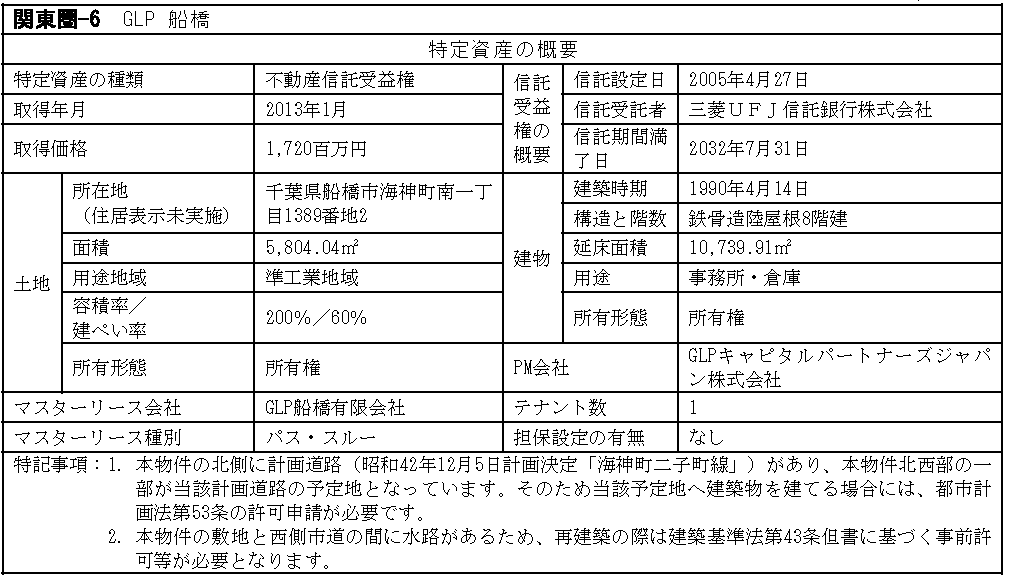 関東圏-6 GLP 船橋
特定資産の概要
特定資産の種類 不動産信託受益権
取得年月 2013年1月
取得価格 1,720百万円
信託
受益
権の
概要
信託設定日 2005年4月27日
信託受託者 三菱ＵＦＪ信託銀行株式会社
信託期間満
了日
2032年7月31日
土地
所在地
（住居表示未実施）
千葉県船橋市海神町南一丁
目1389番地2
面積 5,804.04㎡
用途地域 準工業地域
容積率／
建ぺい率
200％／60％
所有形態 所有権
建物
建築時期 1990年4月14日
構造と階数 鉄骨造陸屋根8階建
延床面積 10,739.91㎡
用途 事務所・倉庫
所有形態 所有権
PM会社
GLPキャピタルパートナーズジャパ
ン株式会社
マスターリース会社 GLP船橋有限会社 テナント数 1
マスターリース種別 パス・スルー 担保設定の有無 なし
特記事項：1. 本物件の北側に計画道路（昭和42年12月5日計画決定「海神町二子町線」）があり、本物件北西部の一
部が当該計画道路の予定地となっています。そのため当該予定地へ建築物を建てる場合には、都市計
画法第53条の許可申請が必要です。
2. 本物件の敷地と西側市道の間に水路があるため、再建築の際は建築基準法第43条但書に基づく事前許
可等が必要となります。